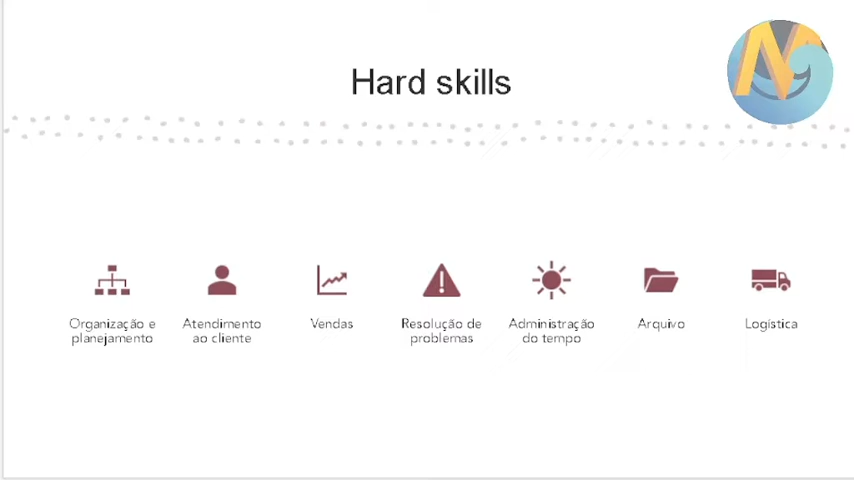 Hard skills
Organização e
planejamento
Atendimento
ao cliente
Vendas
Resolução de
problemas
Administração
do tempo
Arquivo
Logística